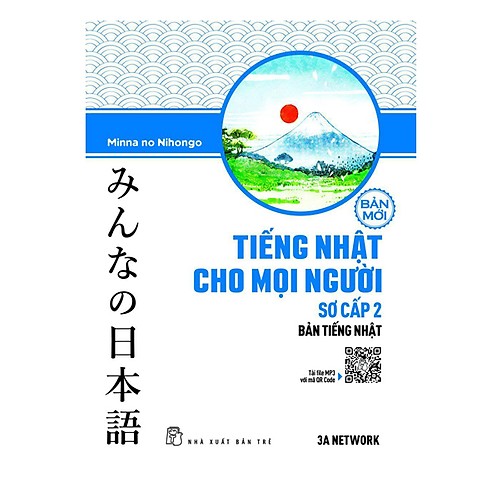 Minna no Nihongo
みんなの日本語
BẢN
MỚI
TIẾNG NHẬT
CHO MỌI NGƯỜI
SƠ CẤP 2
BẢN TIẾNG NHẬT
Tải file MP3
với mã QR Code
NHÀ XUẤT BẢN TRẺ
3A NETWORK